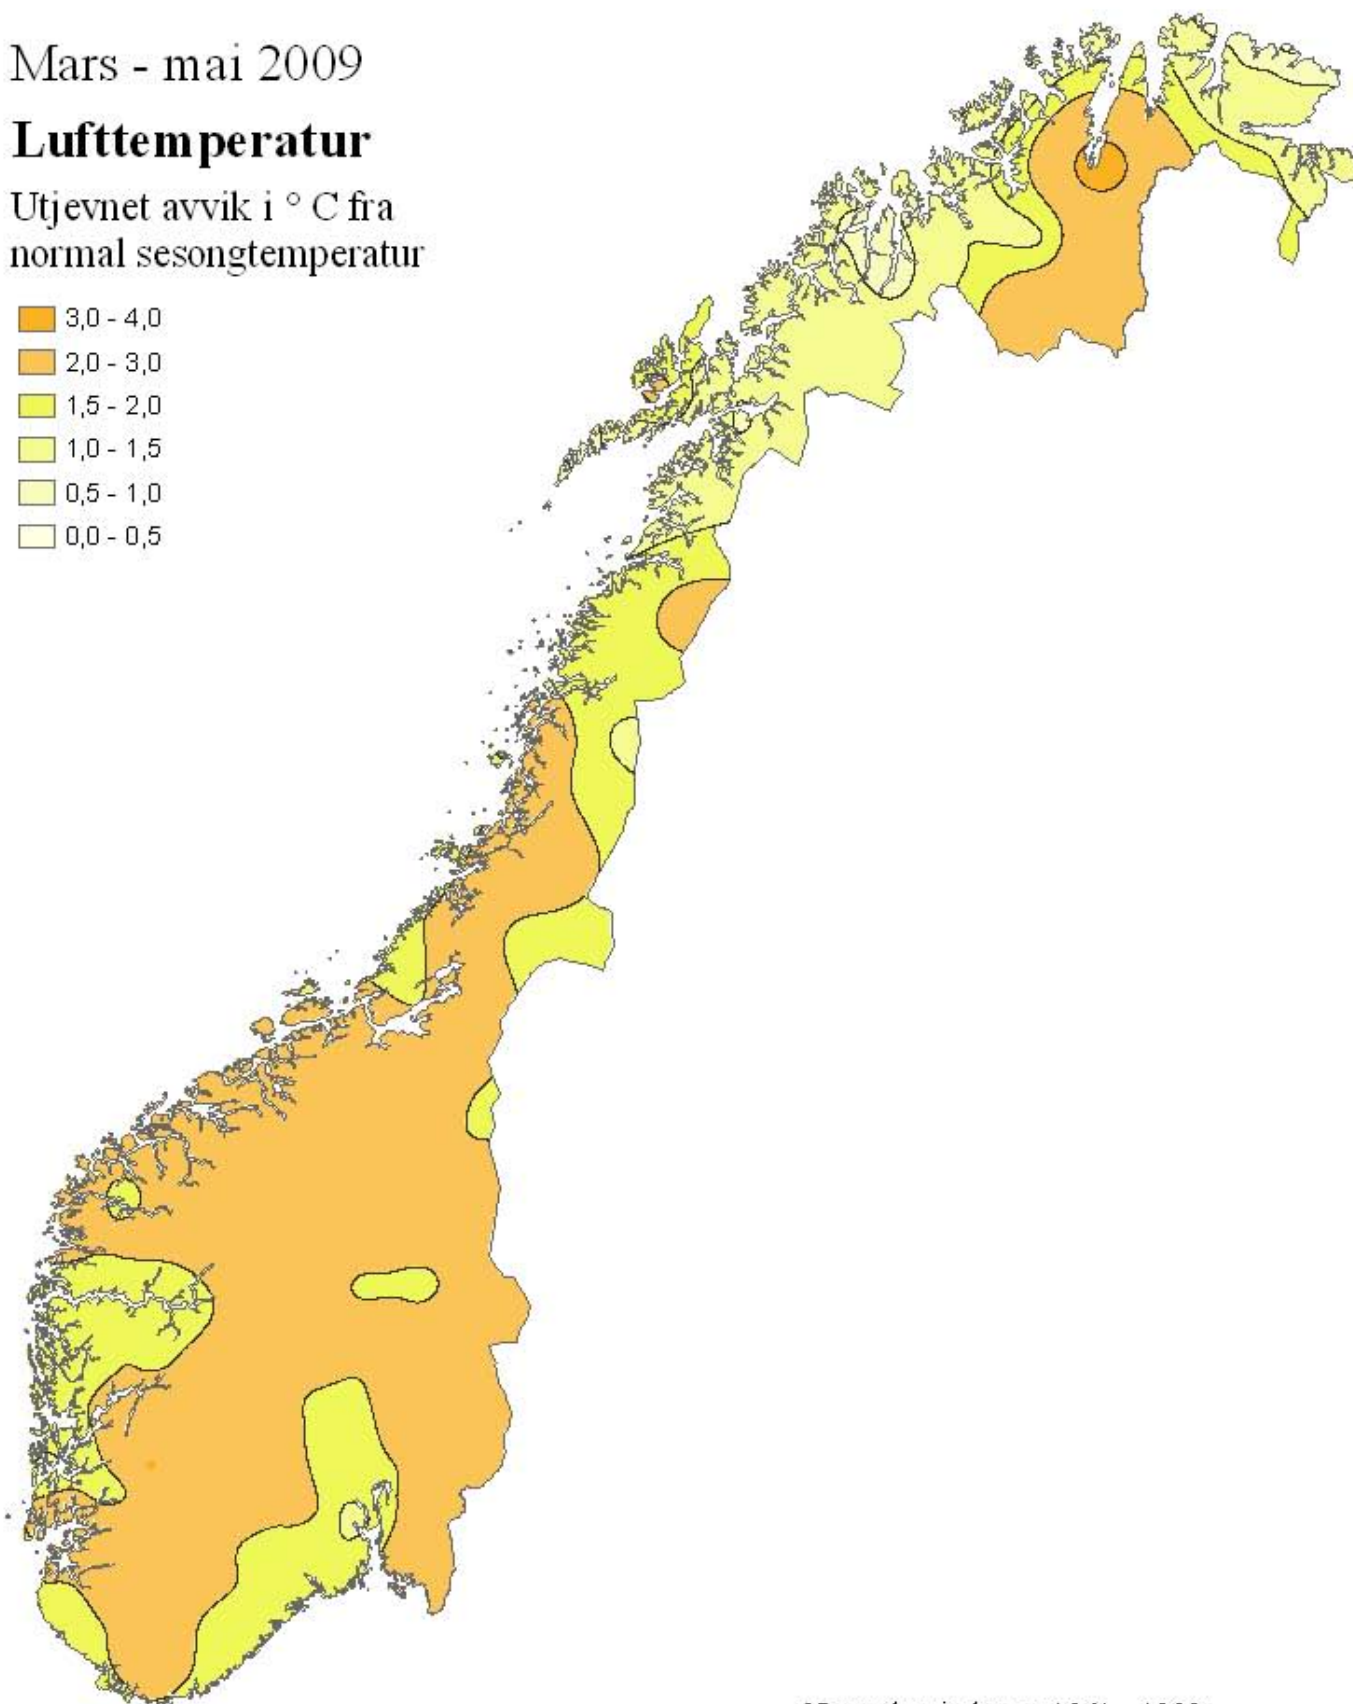 Mars - mai 2009
Lufttemperatur
Utjevnet avvik i ° C fra
normal sesongtemperatur
3,0 - 4,0
2,0 - 3,0
1,5 - 2,0
1,0 - 1,5
0,5 - 1,0
0,0 - 0,5